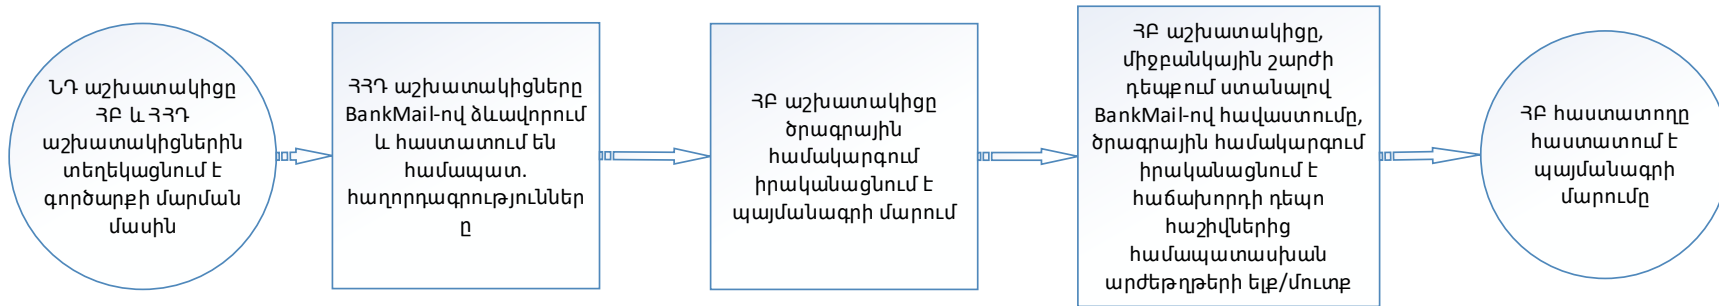 ՆԴ աշխատակիցը
ՀԲ և ՀՀԴ
աշխատակիցներին
տեղեկացնում է
գործարքի մարման
մասին
ՀՀԴ աշխատակիցները
BankMail-ով ձևավորում
և հաստատում են
համապատ.
հաղորդագրություններ
ը
ՀԲ աշխատակիցը
ծրագրային
համակարգում
իրականացնում է
պայմանագրի մարում
ՀԲ աշխատակիցը,
միջբանկային շարժի
դեպքում ստանալով
BankMail-ով հավաստումը,
ծրագրային համակարգում
իրականացնում է
հաճախորդի դեպո
հաշիվներից
համապատասխան
արժեթղթերի ելք/մուտք
ՀԲ հաստատողը
հաստատում է
պայմանագրի
մարումը